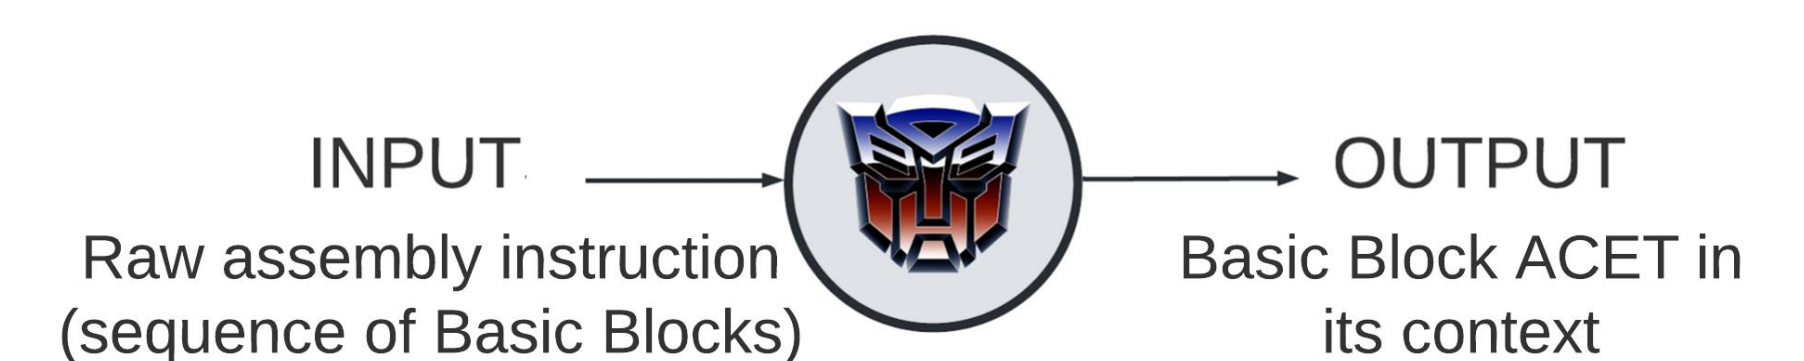 INPUT
Raw assembly instruction
(sequence of Basic Blocks)
OUTPUT
Basic Block ACET in
its context